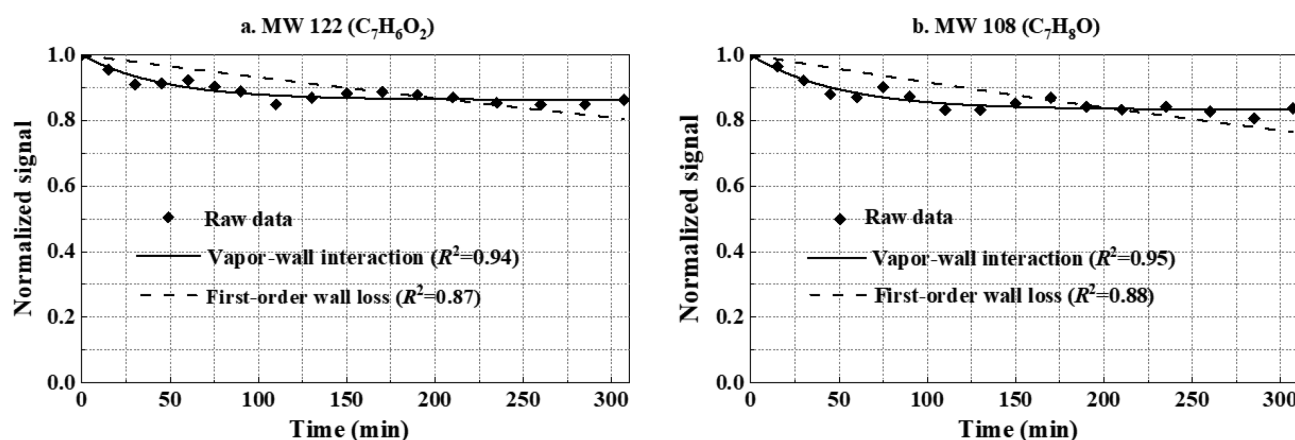 a. MW 122 (C₇H₆O₂)
1.0
0.8
0.6
0.4
0.2
0.0
Normalized signal
Raw data
Vapor-wall interaction (R²=0.94)
First-order wall loss (R²=0.87)
0 50 100 150 200 250 300
Time (min)
b. MW 108 (C₇H₈O)
1.0
0.8
0.6
0.4
0.2
0.0
Normalized signal
Raw data
Vapor-wall interaction (R²=0.95)
First-order wall loss (R²=0.88)
0 50 100 150 200 250 300
Time (min)